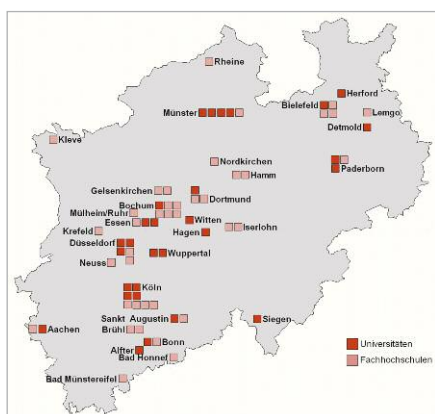 Rheine
Herford
Münster
Bielefeld
Lemgo
Detmold
Kleve
Nordkirchen
Paderborn
Hamm
Gelsenkirchen
Dortmund
Bochum
Mülheim/Ruhr
Essen
Witten
Iserlohn
Krefeld
Hagen
Düsseldorf
Wuppertal
Neuss
Köln
Sankt Augustin
Siegen
Aachen
Brühl
Bonn
Alfter
Bad Honnef
Bad Münstereifel
Universitäten
Fachhochschulen